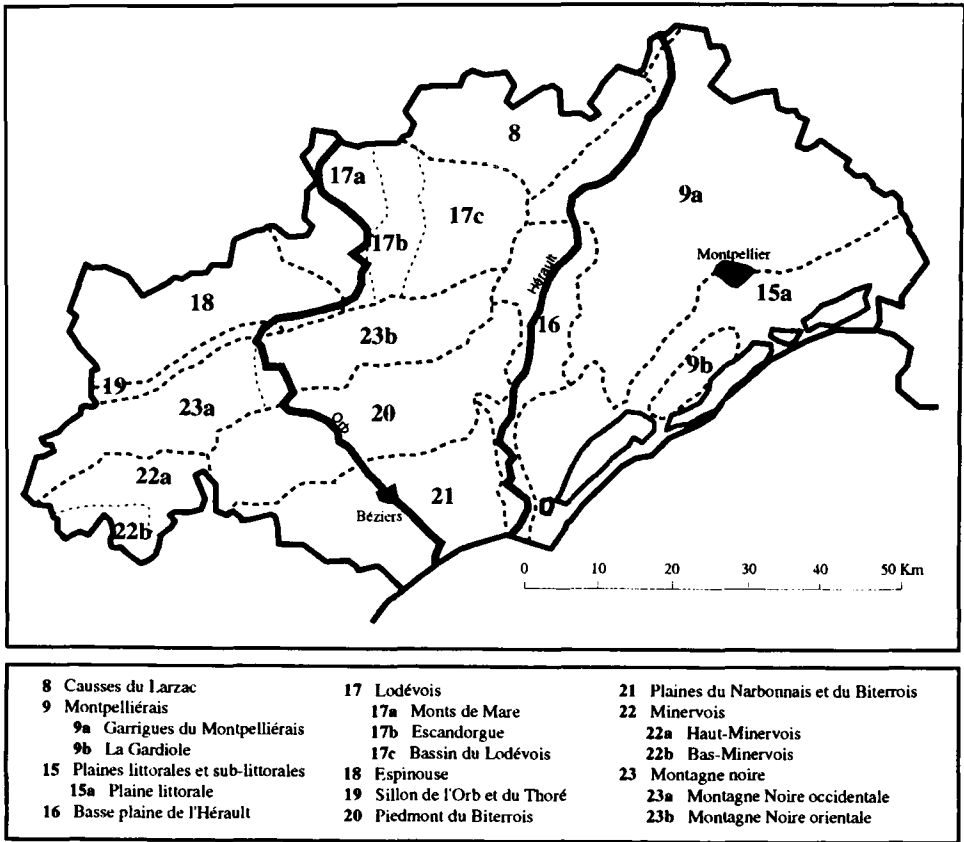 8
17a
17c
9a
17b
Hérault
Montpellier
18
15a
16
23b
9b
19
23a
20
Orb
22a
21
Béziers
22b
0 10 20 30 40 50 Km
8 Causses du Larzac
9 Montpelliérais
9a Garrigues du Montpelliérais
9b La Gardiole
15 Plaines littorales et sub-littorales
15a Plaine littorale
16 Basse plaine de l'Hérault
17 Lodévois
17a Monts de Mare
17b Escandorgue
17c Bassin du Lodévois
18 Espinouse
19 Sillon de l'Orb et du Thoré
20 Piedmont du Biterrois
21 Plaines du Narbonnais et du Biterrois
22 Minervois
22a Haut-Minervois
22b Bas-Minervois
23 Montagne noire
23a Montagne Noire occidentale
23b Montagne Noire orientale